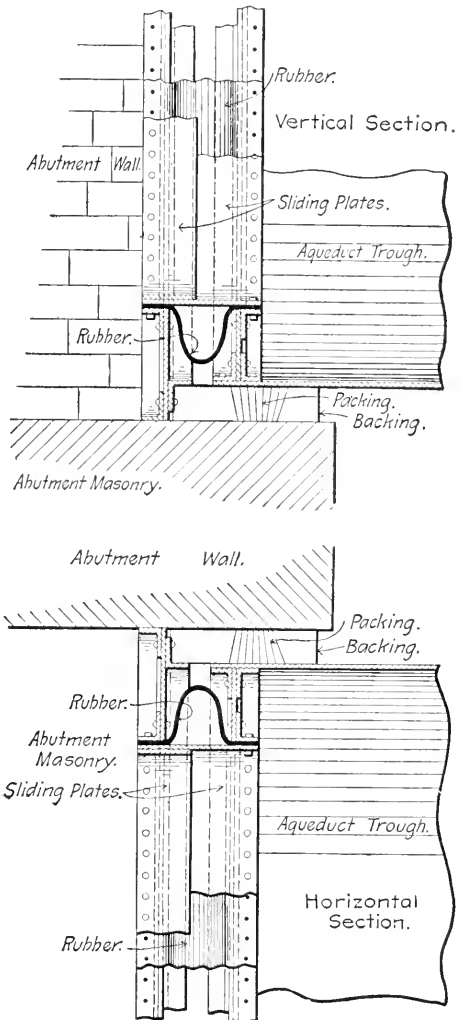 Rubber.
Vertical Section.
Abutment Wall.
Sliding Plates.
Aqueduct Trough.
Rubber.
Packing.
Backing.
Abutment Masonry.
Abutment Wall.
Packing.
Backing.
Rubber.
Abutment
Masonry.
Sliding Plates.
Aqueduct Trough.
Horizontal
Section.
Rubber.